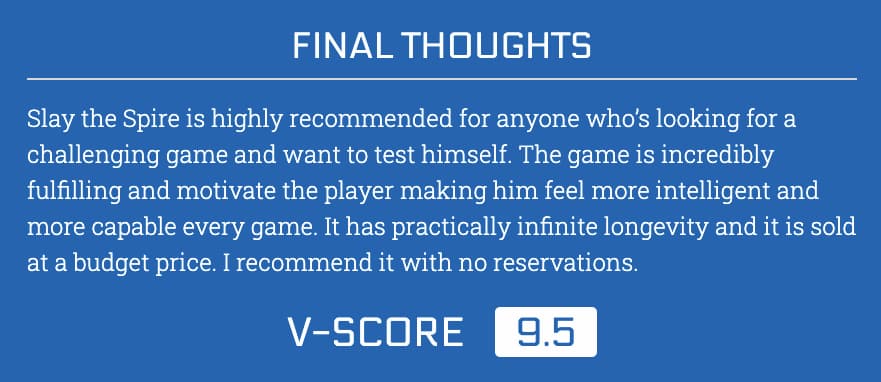 FINAL THOUGHTS
Slay the Spire is highly recommended for anyone who's looking for a
challenging game and want to test himself. The game is incredibly
fulfilling and motivate the player making him feel more intelligent and
more capable every game. It has practically infinite longevity and it is sold
at a budget price. I recommend it with no reservations.
V-SCORE 9.5